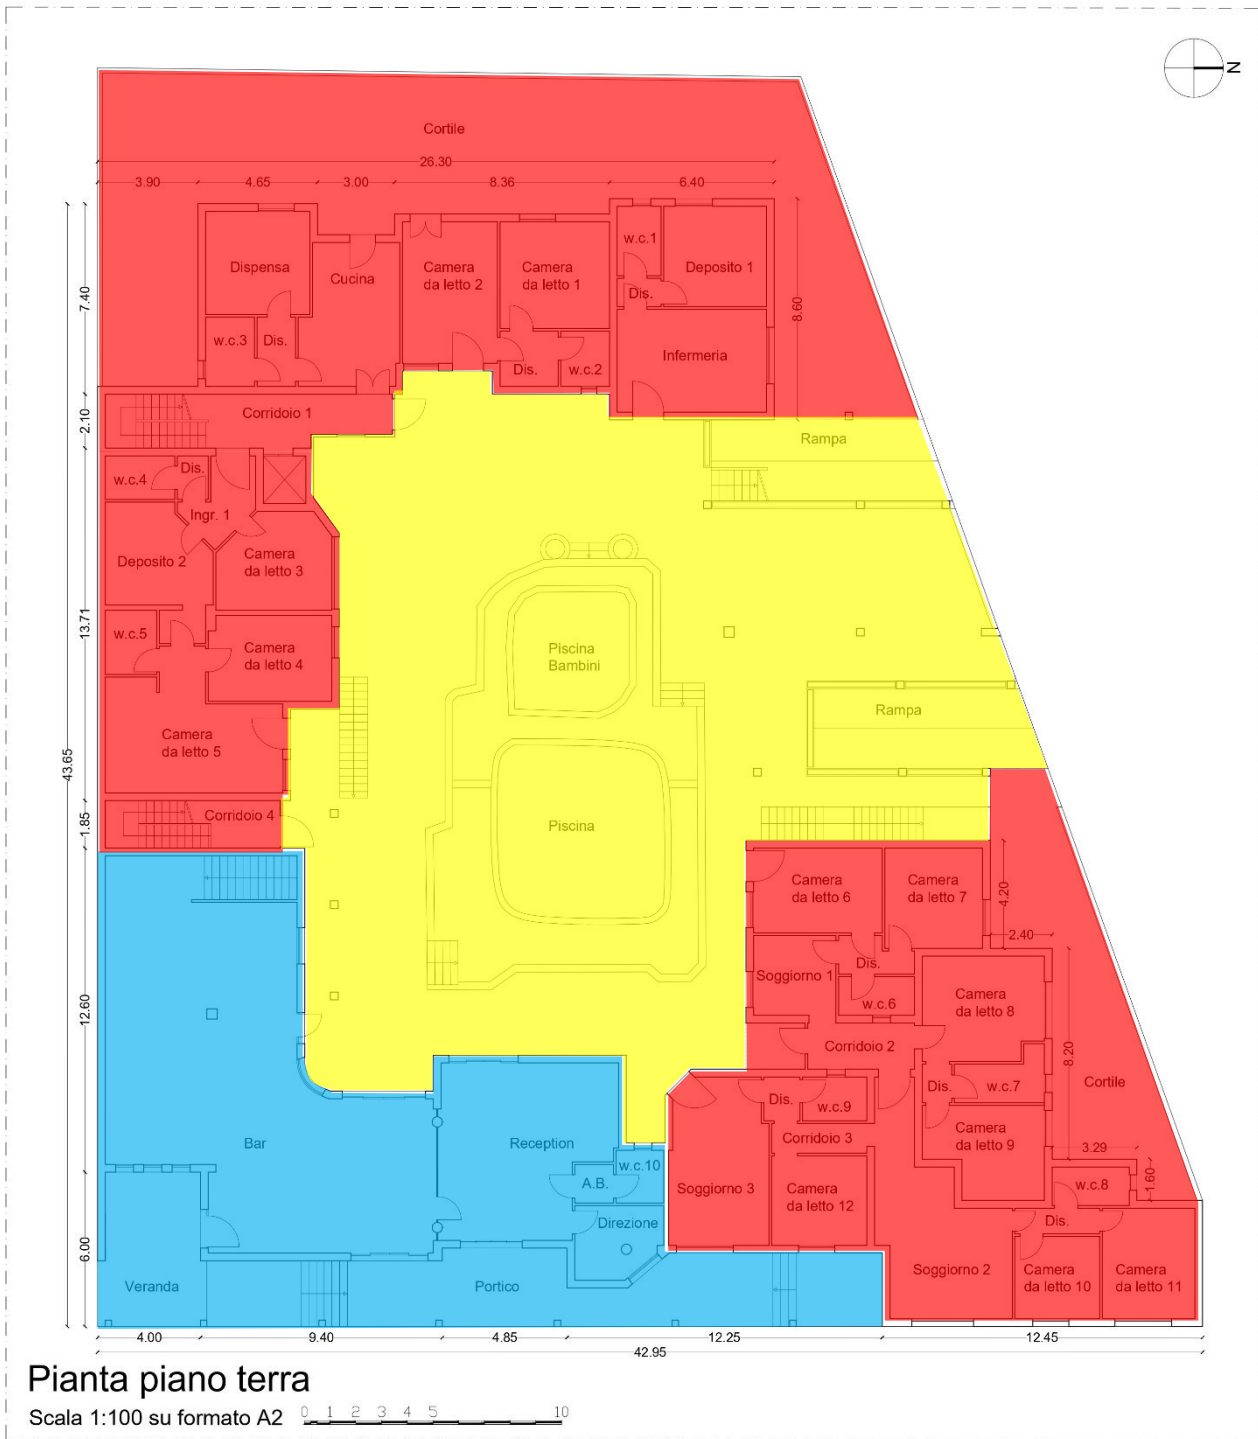 N
Cortile
26.30
3.90
4.65
3.00
8.36
6.40
w.c.1
Deposito 1
Dispensa
Cucina
Camera
da letto 2
Camera
da letto 1
Dis.
7.40
8.60
w.c.3
Dis.
Infermeria
Dis.
w.c.2
Corridoio 1
2.10
Rampa
w.c.4
Dis.
Ingr. 1
Deposito 2
Camera
da letto 3
13.71
w.c.5
Camera
da letto 4
Piscina
Bambini
Rampa
Camera
da letto 5
43.65
Corridoio 4
1.85
Piscina
Camera
da letto 6
Camera
da letto 7
4.20
2.40
Soggiorno 1
Dis.
w.c.6
Camera
da letto 8
12.60
Corridoio 2
8.20
Dis.
w.c.7
Cortile
Dis.
w.c.9
Bar
Reception
Corridoio 3
Camera
da letto 9
3.29
w.c.10
A.B.
Soggiorno 3
Camera
da letto 12
w.c.8
1.60
Direzione
Dis.
6.00
Veranda
Portico
Soggiorno 2
Camera
da letto 10
Camera
da letto 11
4.00
9.40
4.85
12.25
12.45
42.95
Pianta piano terra
Scala 1:100 su formato A2
0 1 2 3 4 5 10